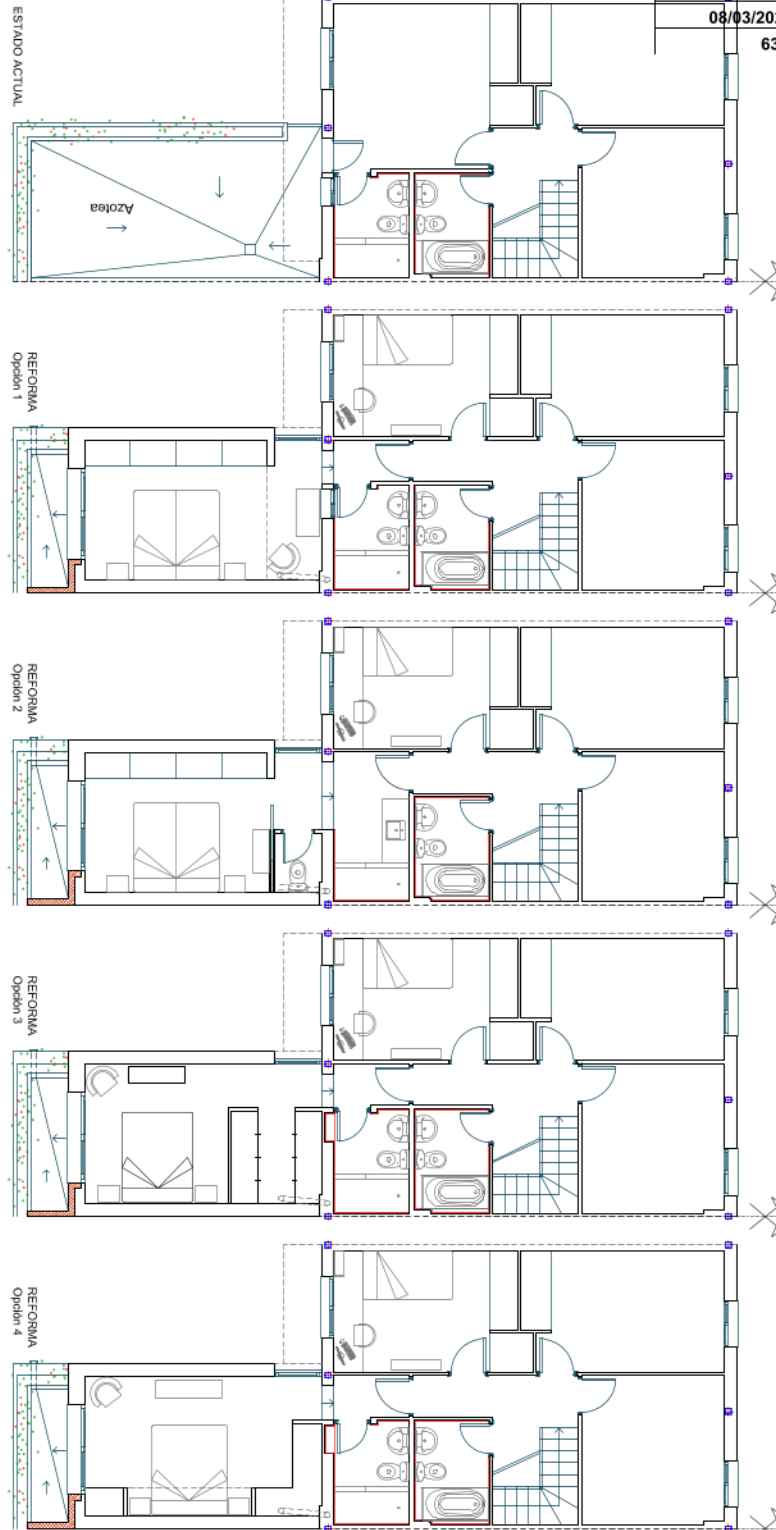 08/03/20
63
ESTADO ACTUAL
Azotea
REFORMA
Opción 1
REFORMA
Opción 2
REFORMA
Opción 3
REFORMA
Opción 4